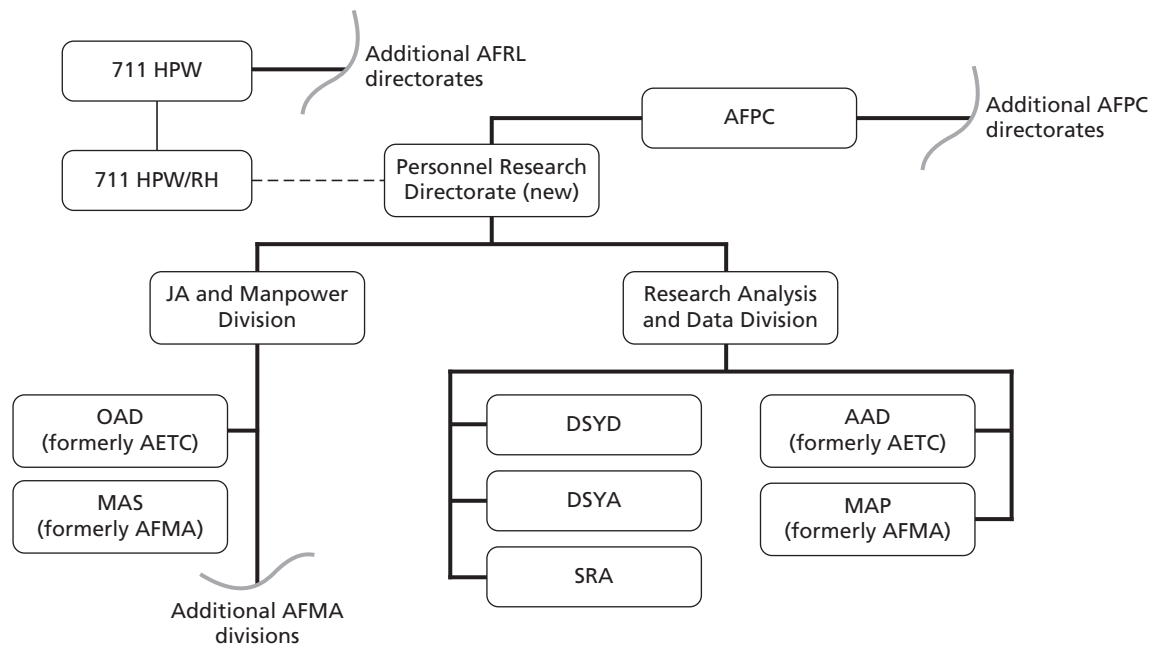 711 HPW
Additional AFRL
directorates
AFPC
Additional AFPC
directorates
711 HPW/RH
Personnel Research
Directorate (new)
JA and Manpower
Division
Research Analysis
and Data Division
OAD
(formerly AETC)
MAS
(formerly AFMA)
Additional AFMA
divisions
DSYD
DSYA
SRA
AAD
(formerly AETC)
MAP
(formerly AFMA)